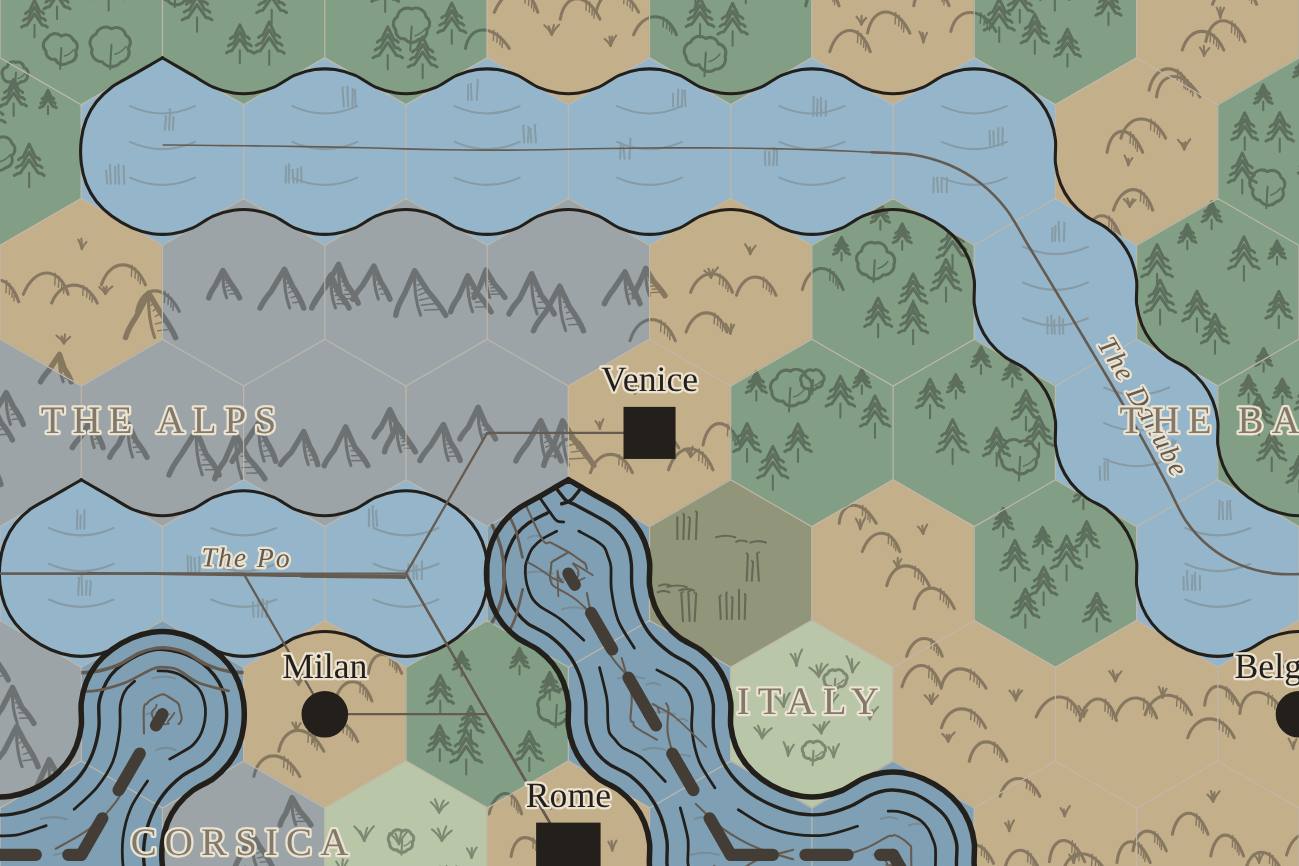 Venice
The Danube
THE ALPS
THE BA
The Po
Milan
Belg
ITALY
Rome
CORSICA